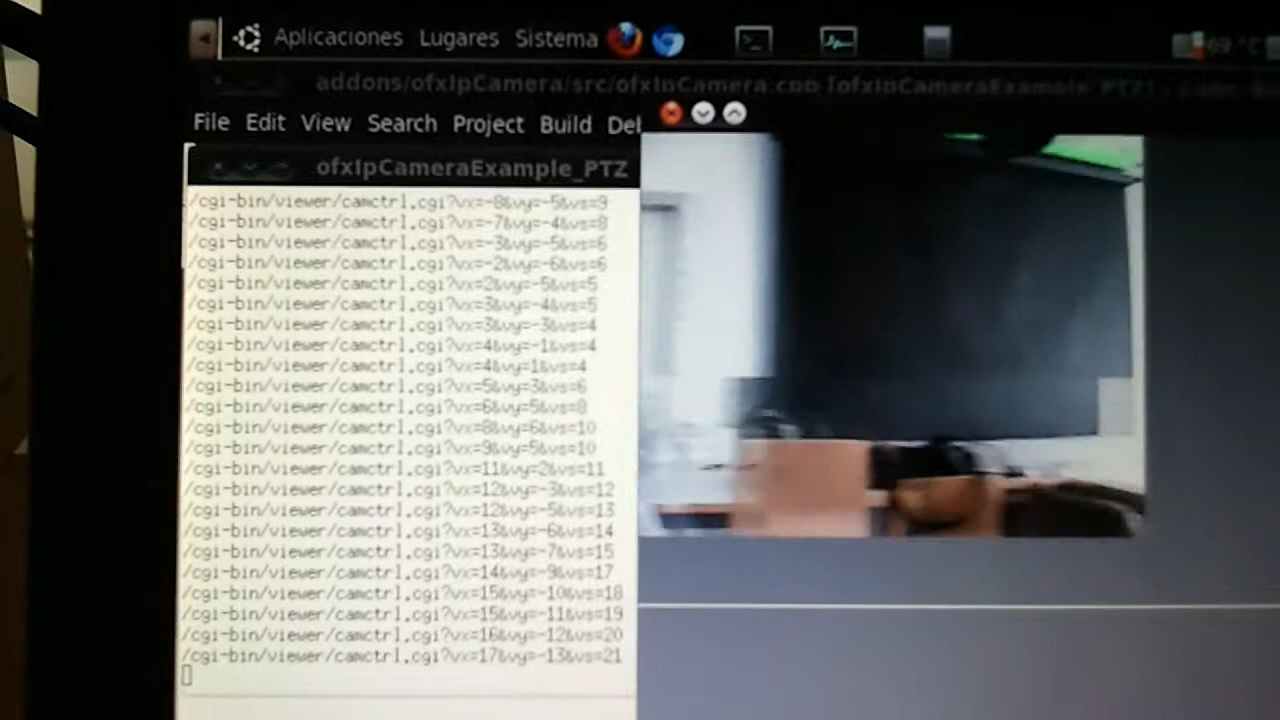 Aplicaciones Lugares Sistema
addons/ofxIpCamera/src/ofxIpCamera.cpp [ofxIpCameraExample_PTZ] -
File Edit View Search Project Build
ofxIpCameraExample_PTZ
/cgi-bin/viewer/camctrl.cgi?vx=-8&vy=-5&vs=9
/cgi-bin/viewer/camctrl.cgi?vx=-7&vy=-4&vs=8
/cgi-bin/viewer/camctrl.cgi?vx=-3&vy=-5&vs=6
/cgi-bin/viewer/camctrl.cgi?vx=-2&vy=-6&vs=6
/cgi-bin/viewer/camctrl.cgi?vx=2&vy=-5&vs=5
/cgi-bin/viewer/camctrl.cgi?vx=3&vy=-4&vs=5
/cgi-bin/viewer/camctrl.cgi?vx=3&vy=-3&vs=4
/cgi-bin/viewer/camctrl.cgi?vx=4&vy=-1&vs=4
/cgi-bin/viewer/camctrl.cgi?vx=4&vy=1&vs=4
/cgi-bin/viewer/camctrl.cgi?vx=5&vy=3&vs=6
/cgi-bin/viewer/camctrl.cgi?vx=6&vy=5&vs=8
/cgi-bin/viewer/camctrl.cgi?vx=8&vy=6&vs=10
/cgi-bin/viewer/camctrl.cgi?vx=9&vy=5&vs=10
/cgi-bin/viewer/camctrl.cgi?vx=11&vy=2&vs=11
/cgi-bin/viewer/camctrl.cgi?vx=12&vy=-3&vs=12
/cgi-bin/viewer/camctrl.cgi?vx=12&vy=-5&vs=13
/cgi-bin/viewer/camctrl.cgi?vx=13&vy=-6&vs=14
/cgi-bin/viewer/camctrl.cgi?vx=13&vy=-7&vs=15
/cgi-bin/viewer/camctrl.cgi?vx=14&vy=-9&vs=17
/cgi-bin/viewer/camctrl.cgi?vx=15&vy=-10&vs=18
/cgi-bin/viewer/camctrl.cgi?vx=15&vy=-11&vs=19
/cgi-bin/viewer/camctrl.cgi?vx=16&vy=-12&vs=20
/cgi-bin/viewer/camctrl.cgi?vx=17&vy=-13&vs=21